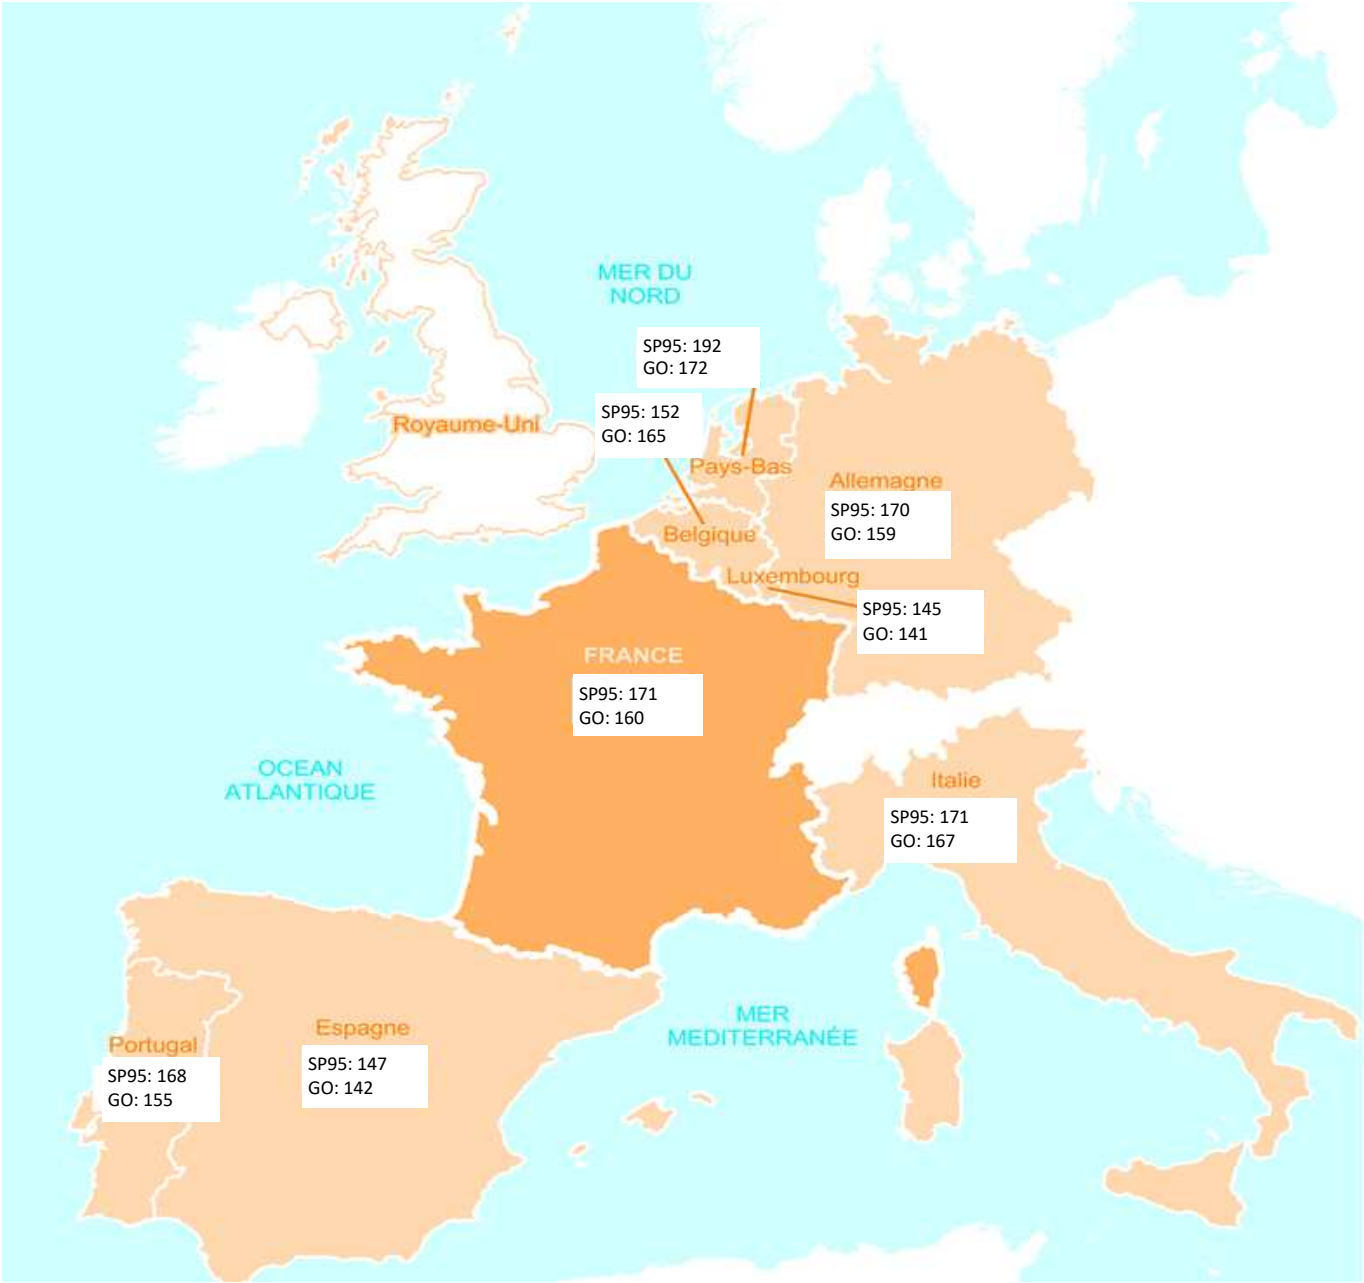 MER DU
NORD
SP95: 192
GO: 172
SP95: 152
GO: 165
Royaume-Uni
Pays-Bas
Allemagne
SP95: 170
GO: 159
Belgique
Luxembourg
SP95: 145
GO: 141
FRANCE
SP95: 171
GO: 160
OCEAN
ATLANTIQUE
Italie
SP95: 171
GO: 167
MER
MEDITERRANÉE
Espagne
SP95: 147
GO: 142
Portugal
SP95: 168
GO: 155